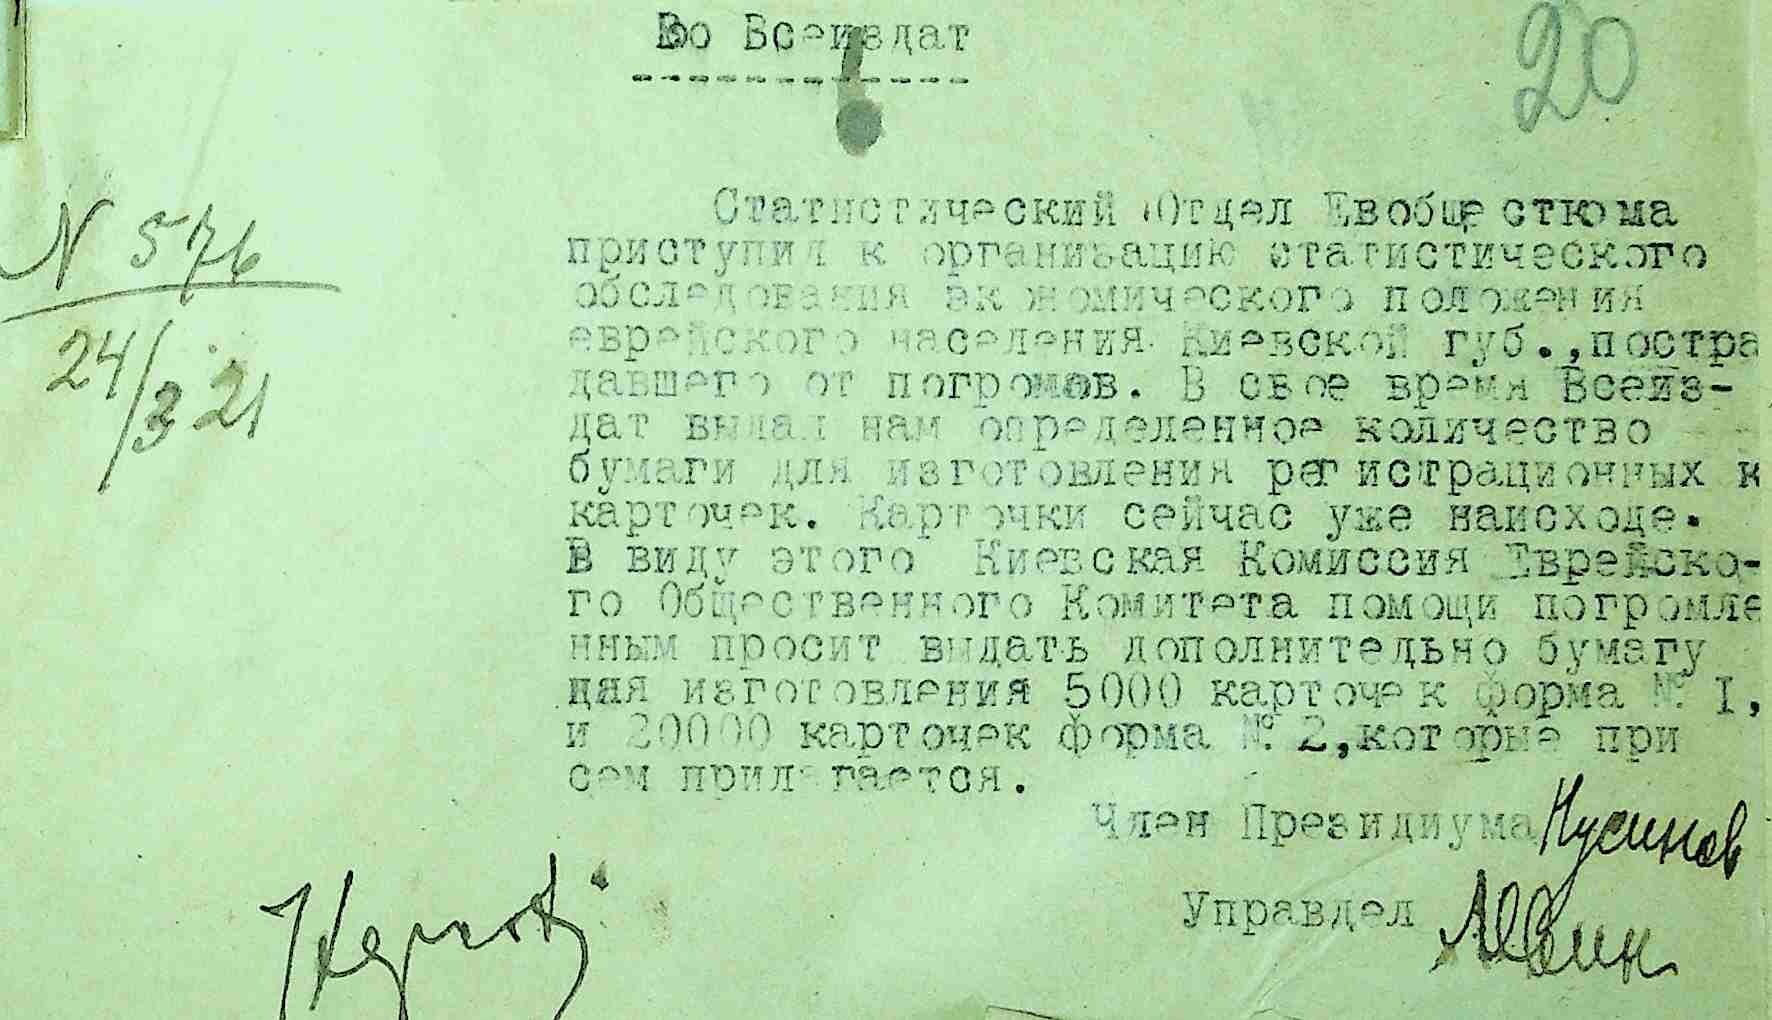 Во Всеиздат
20
Статистический Отдел Евобщесткома
приступил к организацию статистического
обследования экономического положения
N 576
еврейского населения Киевской губ.,постра
24/3 21
давшего от погромов. В свое время Всеиз-
дат выдал нам определенное количество
бумаги для изготовления регистрационных к
карточек. Карточки сейчас уже наисходе.
В виду этого Киевская Комиссия Еврейско-
го Общественного Комитета помощи погромле
нным просит выдать дополнительно бумагу
для изготовления 5000 карточек форма № I,
и 20000 карточек форма № 2,которые при
сем прилагается.
Член Президиума Нусинов
Управдел